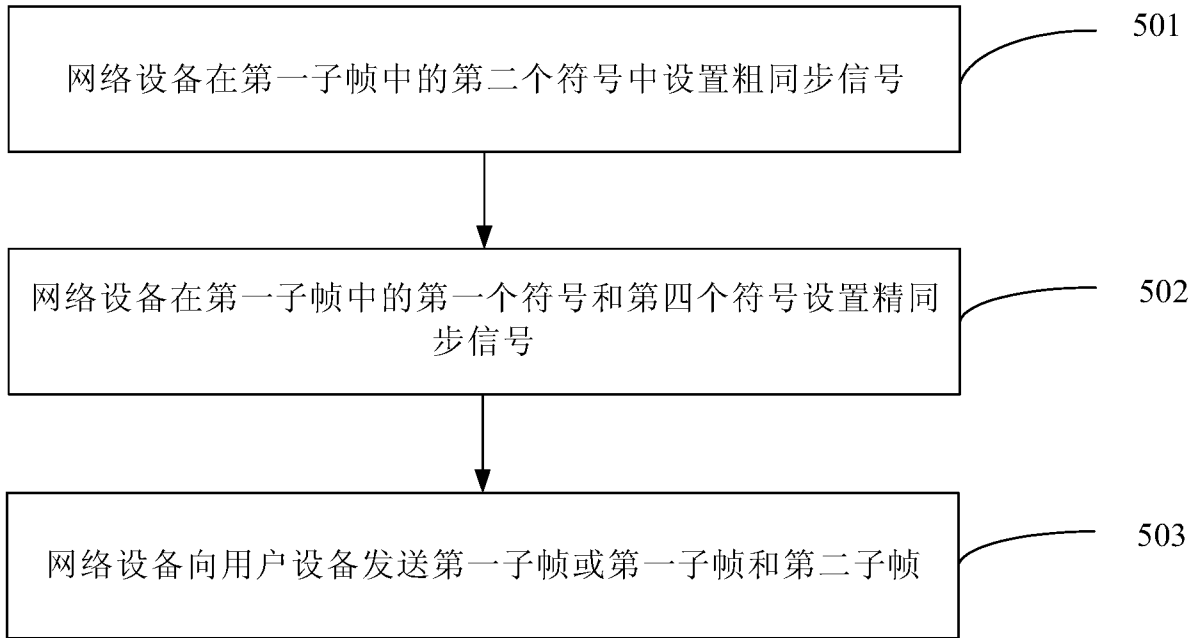 网络设备在第一子帧中的第二个符号中设置粗同步信号
501
网络设备在第一子帧中的第一个符号和第四个符号设置精同
步信号
502
网络设备向用户设备发送第一子帧或第一子帧和第二子帧
503